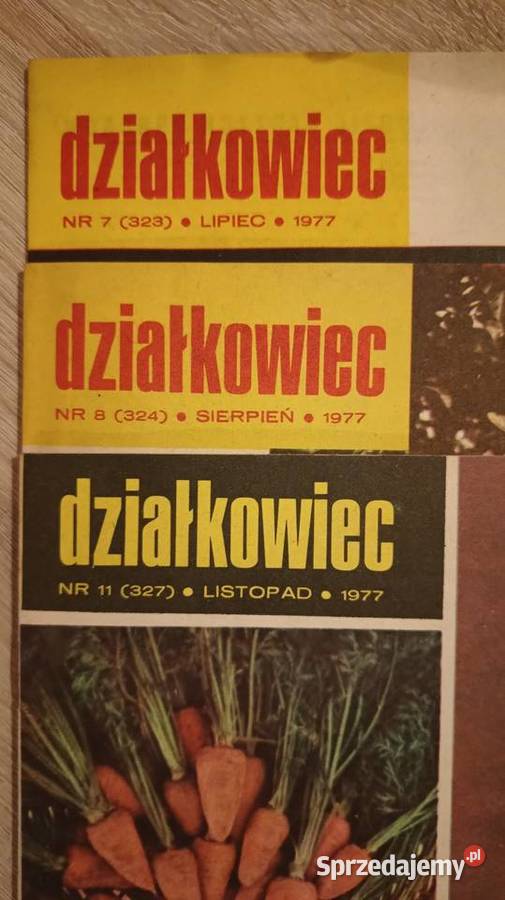 działkowiec
NR 7 (323) • LIPIEC • 1977
działkowiec
NR 8 (324) • SIERPIEŃ • 1977
działkowiec
NR 11 (327) • LISTOPAD • 1977
Sprzedajemy.pl